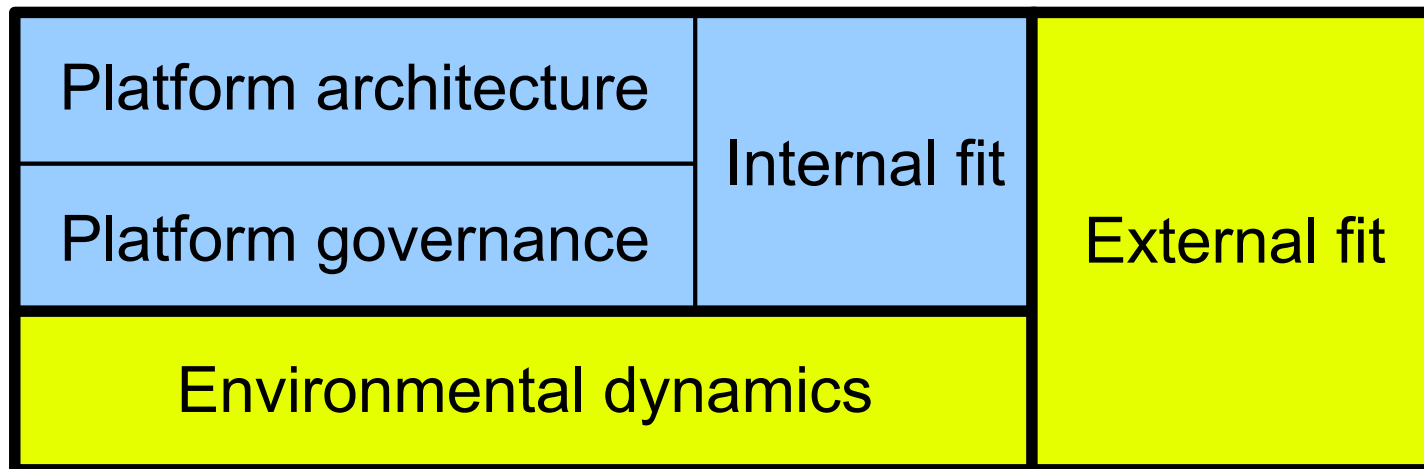 Platform architecture
Platform governance
Internal fit
External fit
Environmental dynamics